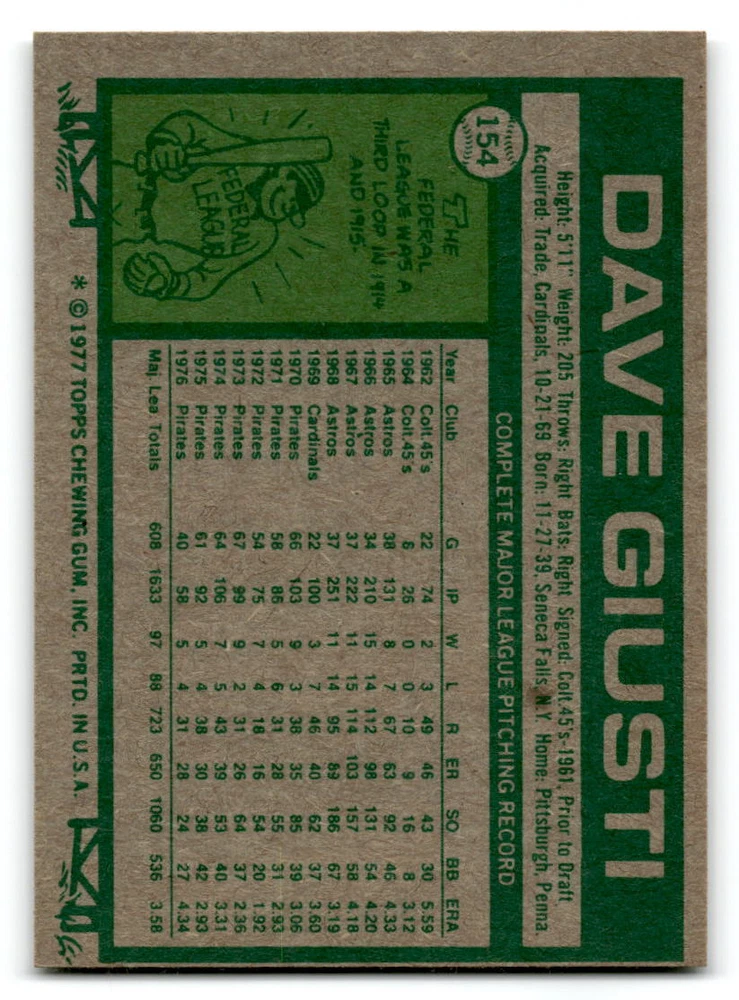 DAVE GIUSTI
154
Height: 5'11" Weight: 205 Throws: Right Bats: Right Signed: Colt.45's-1961, Prior to Draft
Acquired: Trade, Cardinals, 10-21-69 Born: 11-27-39, Seneca Falls, N.Y. Home: Pittsburgh, Penna.
THE
FEDERAL
LEAGUE WAS A
THIRD LOOP IN 1914
AND 1915.
FEDERAL
LEAGUE
COMPLETE MAJOR LEAGUE PITCHING RECORD
Year Club G IP W L R ER SO BB ERA
1962 Colt.45's 22 74 2 3 49 46 43 30 5.59
1964 Colt.45's 8 26 0 0 10 9 16 8 3.12
1965 Astros 38 131 8 7 67 63 92 46 4.33
1966 Astros 34 210 15 14 112 98 131 54 4.20
1967 Astros 37 222 11 15 114 103 157 58 4.18
1968 Astros 37 251 11 14 95 89 186 67 3.19
1969 Cardinals 22 100 3 7 46 40 62 37 3.60
1970 Pirates 66 103 9 3 38 35 85 39 3.06
1971 Pirates 58 86 5 6 31 28 55 31 2.93
1972 Pirates 54 75 7 4 18 16 54 20 1.92
1973 Pirates 67 99 9 2 31 26 64 37 2.36
1974 Pirates 64 106 7 5 43 39 53 40 3.31
1975 Pirates 61 92 5 4 38 30 38 42 2.93
1976 Pirates 40 58 5 4 31 28 24 27 4.34
Maj. Lea Totals 608 1633 97 88 723 650 1060 536 3.58
* © 1977 TOPPS CHEWING GUM, INC. PRTD. IN U.S.A.